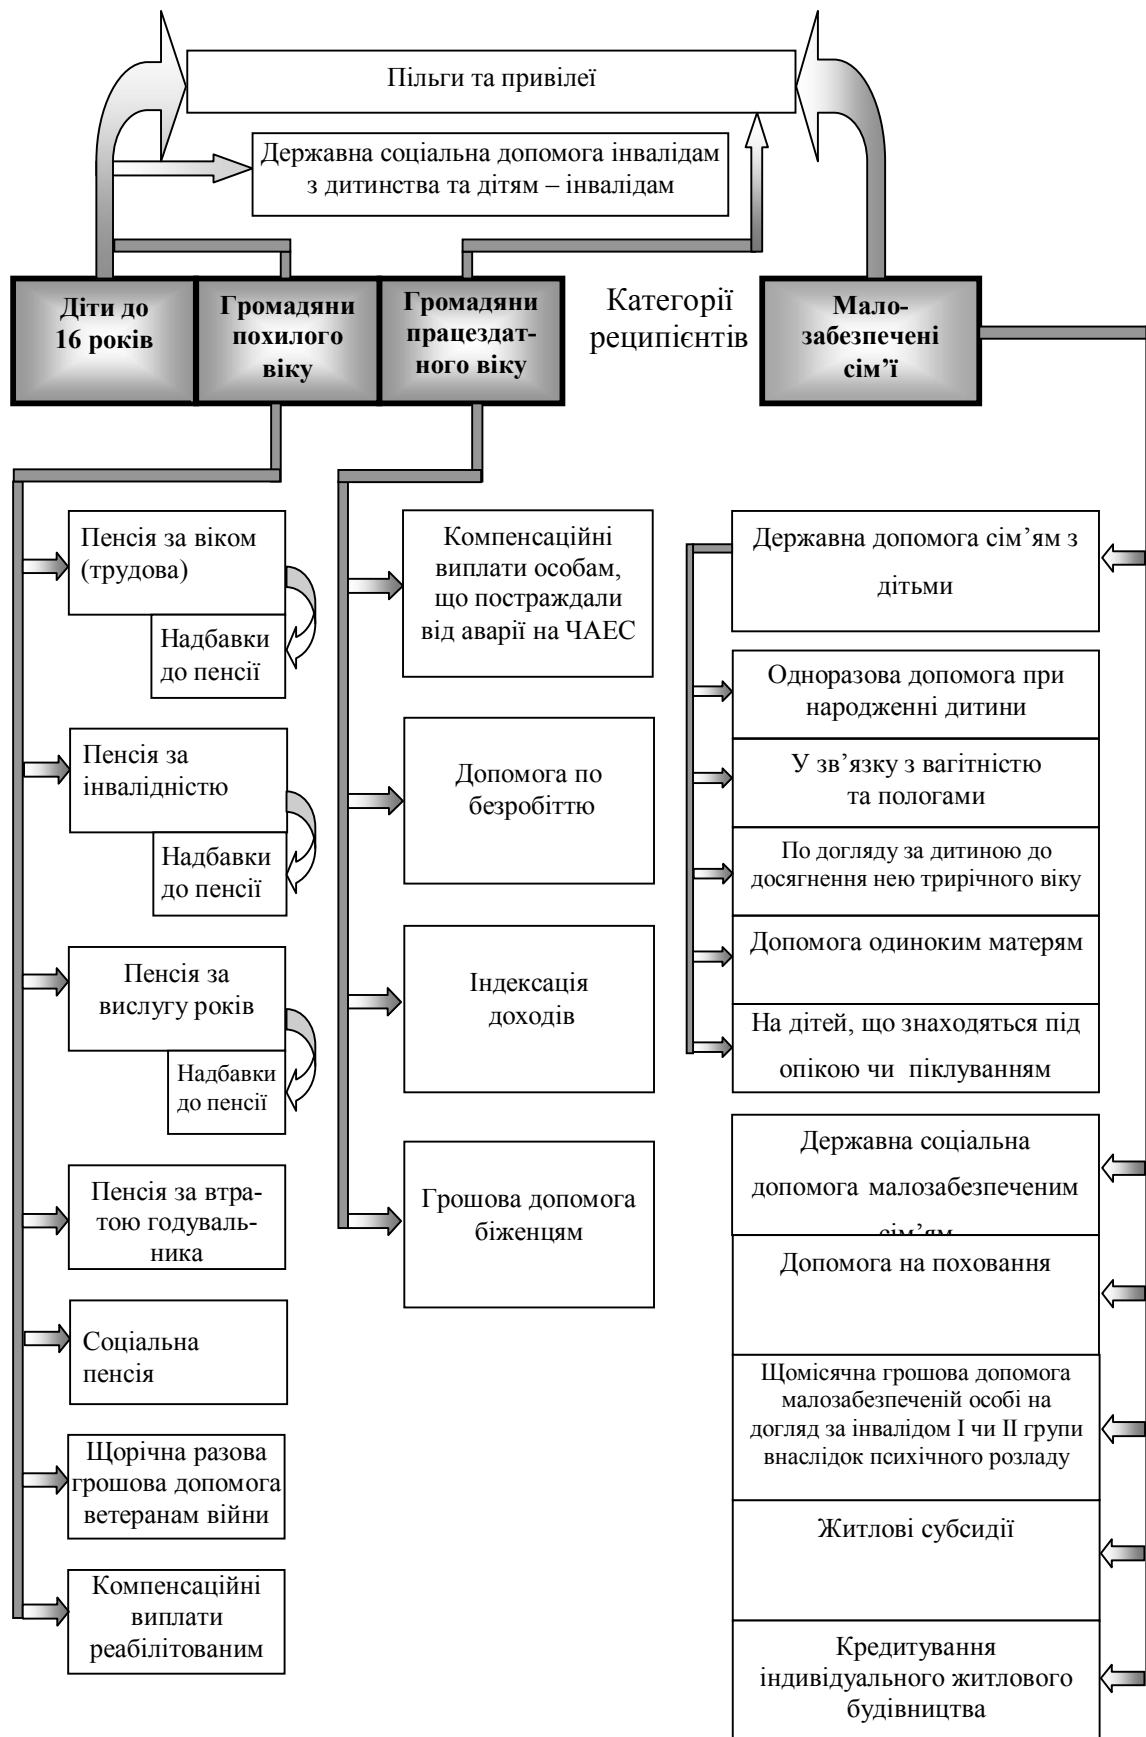 Пільги та привілеї
Державна соціальна допомога інвалідам
з дитинства та дітям – інвалідам
Діти до
16 років
Громадяни
похилого
віку
Громадяни
працездат-
ного віку
Категорії
реципієнтів
Мало-
забезпечені
сім’ї
Пенсія за віком
(трудова)
Надбавки
до пенсії
Пенсія за
інвалідністю
Надбавки
до пенсії
Пенсія за
вислугу років
Надбавки
до пенсії
Пенсія за втра-
тою годуваль-
ника
Соціальна
пенсія
Щорічна разова
грошова допомога
ветеранам війни
Компенсаційні
виплати
реабілітованим
Компенсаційні
виплати особам,
що постраждали
від аварії на ЧАЕС
Допомога по
безробіттю
Індексація
доходів
Грошова допомога
біженцям
Державна допомога сім’ям з
дітьми
Одноразова допомога при
народженні дитини
У зв’язку з вагітністю
та пологами
По догляду за дитиною до
досягнення нею трирічного віку
Допомога одиноким матерям
На дітей, що знаходяться під
опікою чи піклуванням
Державна соціальна
допомога малозабезпеченим
сім’ям
Допомога на поховання
Щомісячна грошова допомога
малозабезпеченій особі на
догляд за інвалідом І чи ІІ групи
внаслідок психічного розладу
Житлові субсидії
Кредитування
індивідуального житлового
будівництва